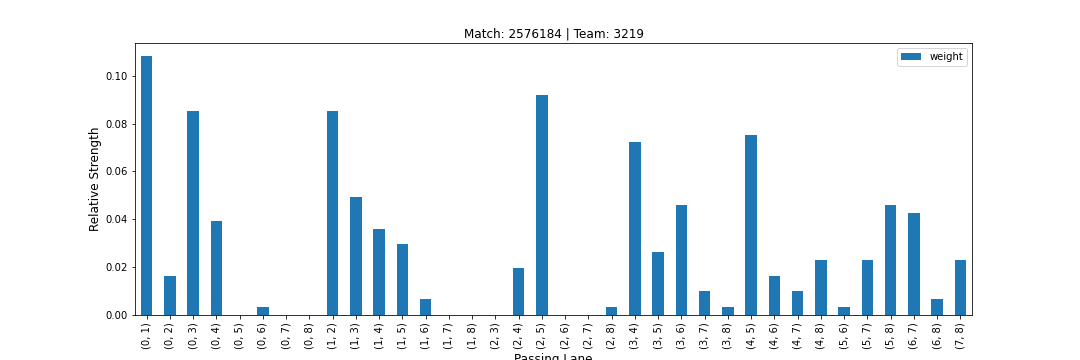 Match: 2576184 | Team: 3219
weight
Relative Strength
0.10
0.08
0.06
0.04
0.02
0.00
(0, 1) (0, 2) (0, 3) (0, 4) (0, 5) (0, 6) (0, 7) (0, 8) (1, 2) (1, 3) (1, 4) (1, 5) (1, 6) (1, 7) (1, 8) (2, 3) (2, 4) (2, 5) (2, 6) (2, 7) (2, 8) (3, 4) (3, 5) (3, 6) (3, 7) (3, 8) (4, 5) (4, 6) (4, 7) (4, 8) (5, 6) (5, 7) (5, 8) (6, 7) (6, 8) (7, 8)
Passing Lane